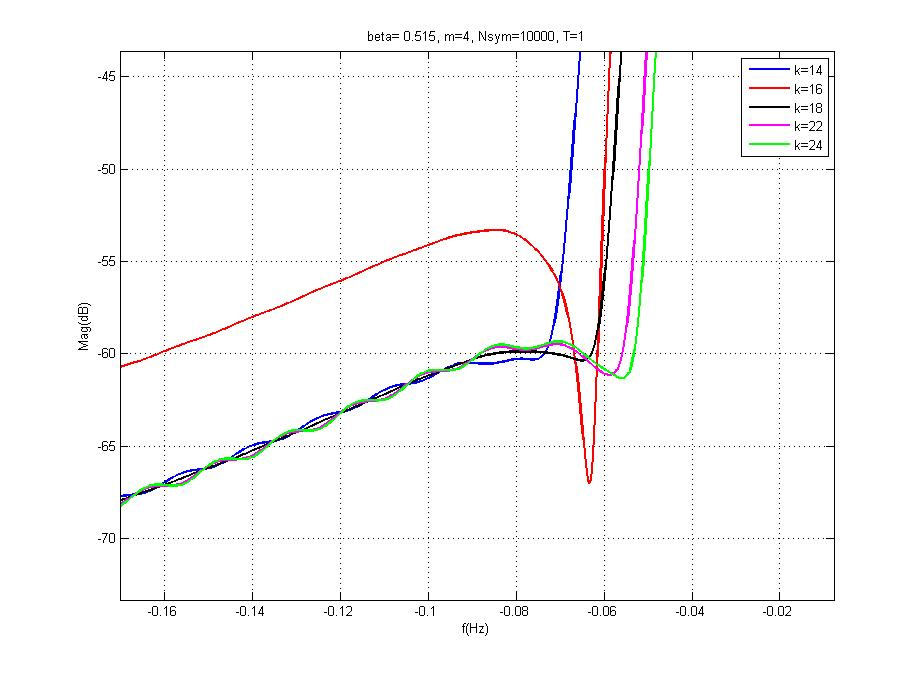 beta= 0.515, m=4, Nsym=10000, T=1
-45
-50
-55
-60
-65
-70
Mag(dB)
k=14
k=16
k=18
k=22
k=24
-0.16
-0.14
-0.12
-0.1
-0.08
-0.06
-0.04
-0.02
f(Hz)